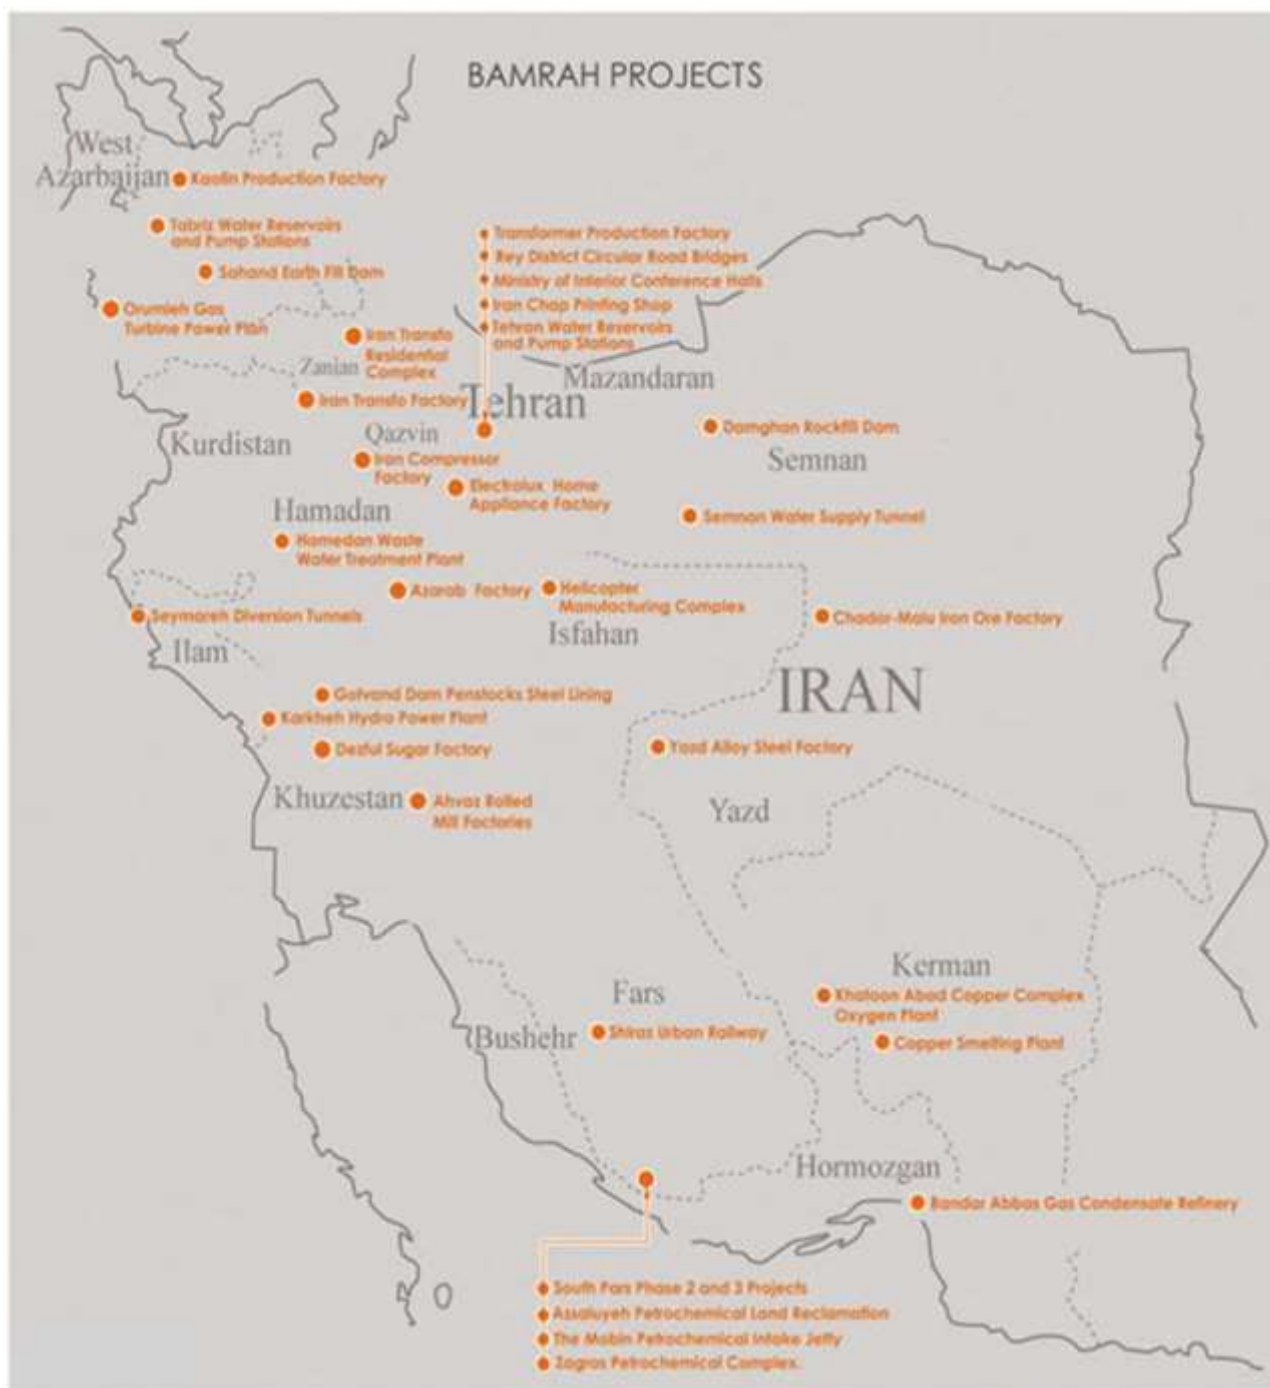 BAMRAH PROJECTS
West
Azarbaijan
Kaolin Production Factory
Tabriz Water Reservoirs
and Pump Stations
Sahand Earth Fill Dam
Orumieh Gas
Turbine Power Plan
Transformer Production Factory
Rey District Circular Road Bridges
Ministry of Interior Conference Halls
Iran Chap Printing Shop
Tehran Water Reservoirs
and Pump Stations
Iran Transfo
Residential
Complex
Zanjan
Mazandaran
Tehran
Iran Transfo Factory
Kurdistan
Qazvin
Damghan Rockfill Dam
Semnan
Iran Compressor
Factory
Electrolux Home
Appliance Factory
Hamadan
Semnan Water Supply Tunnel
Hamedan Waste
Water Treatment Plant
Azarab Factory
Helicopter
Manufacturing Complex
Isfahan
Seymareh Diversion Tunnels
Ilam
Chador-Malu Iron Ore Factory
IRAN
Gotvand Dam Penstocks Steel Lining
Karkheh Hydro Power Plant
Dezful Sugar Factory
Yazd Alloy Steel Factory
Khuzestan
Ahvas Rolled
Mill Factories
Yazd
Kerman
Khatoon Abad Copper Complex
Oxygen Plant
Copper Smelting Plant
Fars
Bushehr
Shiraz Urban Railway
Hormozgan
Bandar Abbas Gas Condensate Refinery
South Pars Phase 2 and 3 Projects
Assaluyeh Petrochemical Land Reclamation
The Mobin Petrochemical Intake Jetty
Zagros Petrochemical Complex.